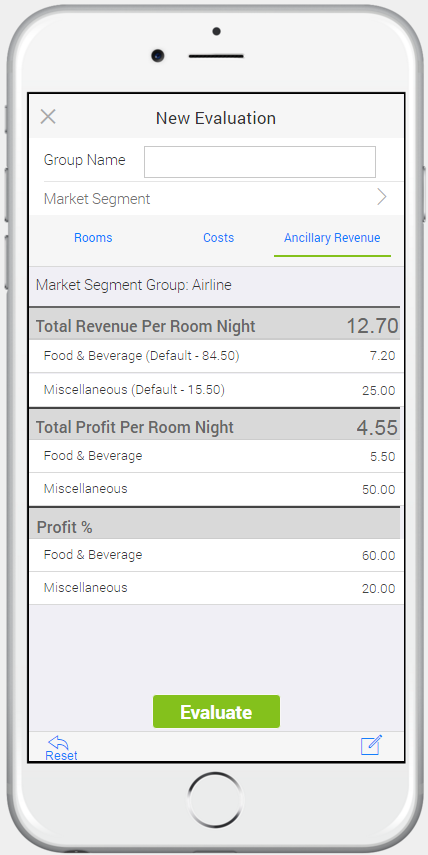 New Evaluation
Group Name
Market Segment
Rooms Costs Ancillary Revenue
Market Segment Group: Airline
Total Revenue Per Room Night 12.70
Food & Beverage (Default - 84.50) 7.20
Miscellaneous (Default - 15.50) 25.00
Total Profit Per Room Night 4.55
Food & Beverage 5.50
Miscellaneous 50.00
Profit %
Food & Beverage 60.00
Miscellaneous 20.00
Evaluate
Reset